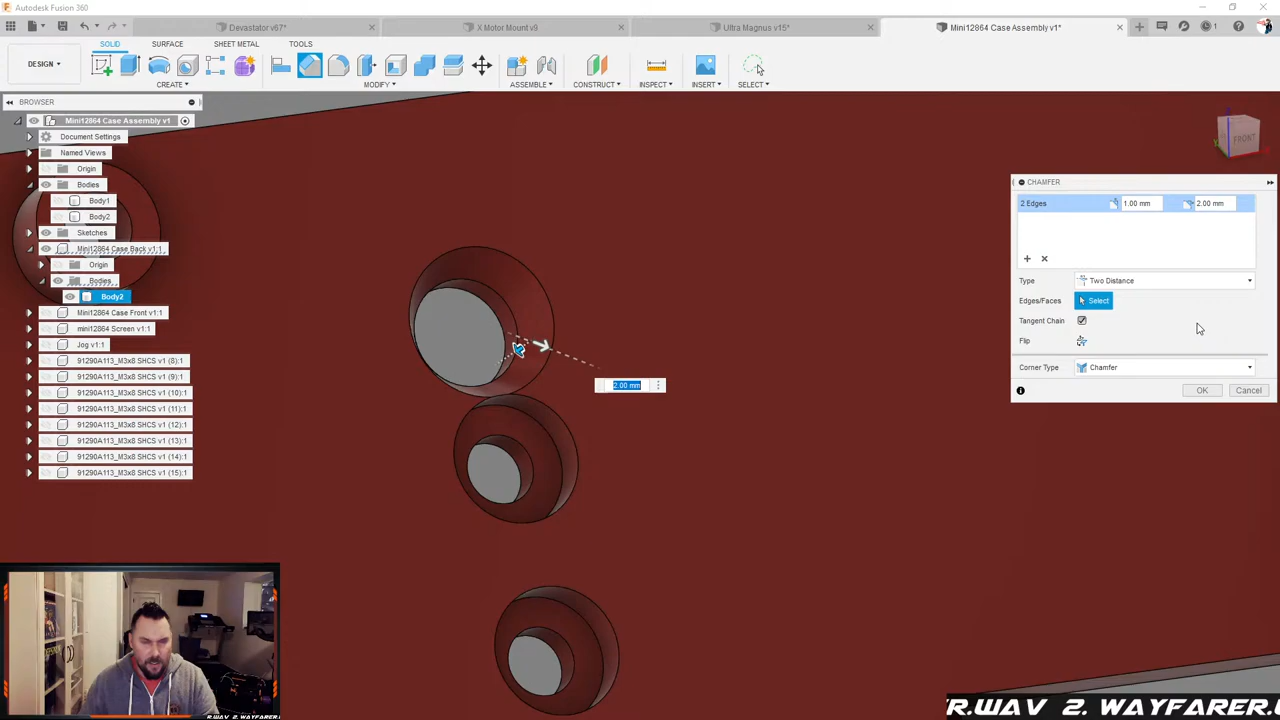 Autodesk Fusion 360
Devastator v67*
X Motor Mount v9
Ultra Magnus v15*
Mini12864 Case Assembly v1*
1
SOLID
SURFACE
SHEET METAL
TOOLS
DESIGN
CREATE
MODIFY
ASSEMBLE
CONSTRUCT
INSPECT
INSERT
SELECT
BROWSER
Mini12864 Case Assembly v1
Document Settings
Named Views
Origin
Bodies
Body1
Body2
Sketches
Mini12864 Case Back v1:1
Origin
Bodies
Body2
Mini12864 Case Front v1:1
mini12864 Screen v1:1
Jog v1:1
91290A113_M3x8 SHCS v1 (8):1
91290A113_M3x8 SHCS v1 (9):1
91290A113_M3x8 SHCS v1 (10):1
91290A113_M3x8 SHCS v1 (11):1
91290A113_M3x8 SHCS v1 (12):1
91290A113_M3x8 SHCS v1 (13):1
91290A113_M3x8 SHCS v1 (14):1
91290A113_M3x8 SHCS v1 (15):1
FRONT
CHAMFER
2 Edges 1.00 mm 2.00 mm
Type Two Distance
Edges/Faces Select
Tangent Chain
Flip
Corner Type Chamfer
OK Cancel
2.00 mm
R.WAV 2. WAYFARER.
R.WAV 2. WAYFARER.